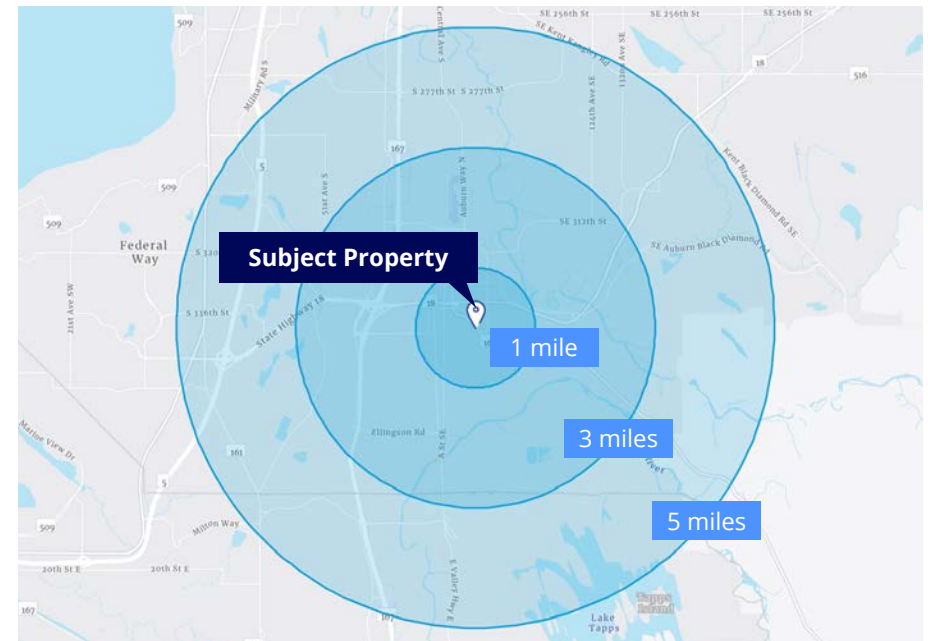 SE 256th St
SE 256th St
SE 256th St
509
Central Ave S
SE Kent Kangley Rd
132nd Ave SE
Military Rd S
18
516
S 277th St
S 277th St
124th Ave SE
167
5
Auburn Way N
Kent Black Diamond Rd SE
509
51st Ave S
SE 312th St
509
Federal
Way
S 320
SE Auburn Black Diamond Rd
Subject Property
21st Ave SW
S 336th St
State Highway 18
18
1 mile
Ellingson Rd
A St SE
3 miles
Marine View Dr
161
5
5 miles
509
Milton Way
20th St E
20th St E
E Valley Hwy E
Tapps
Island
167
167
Lake
Tapps